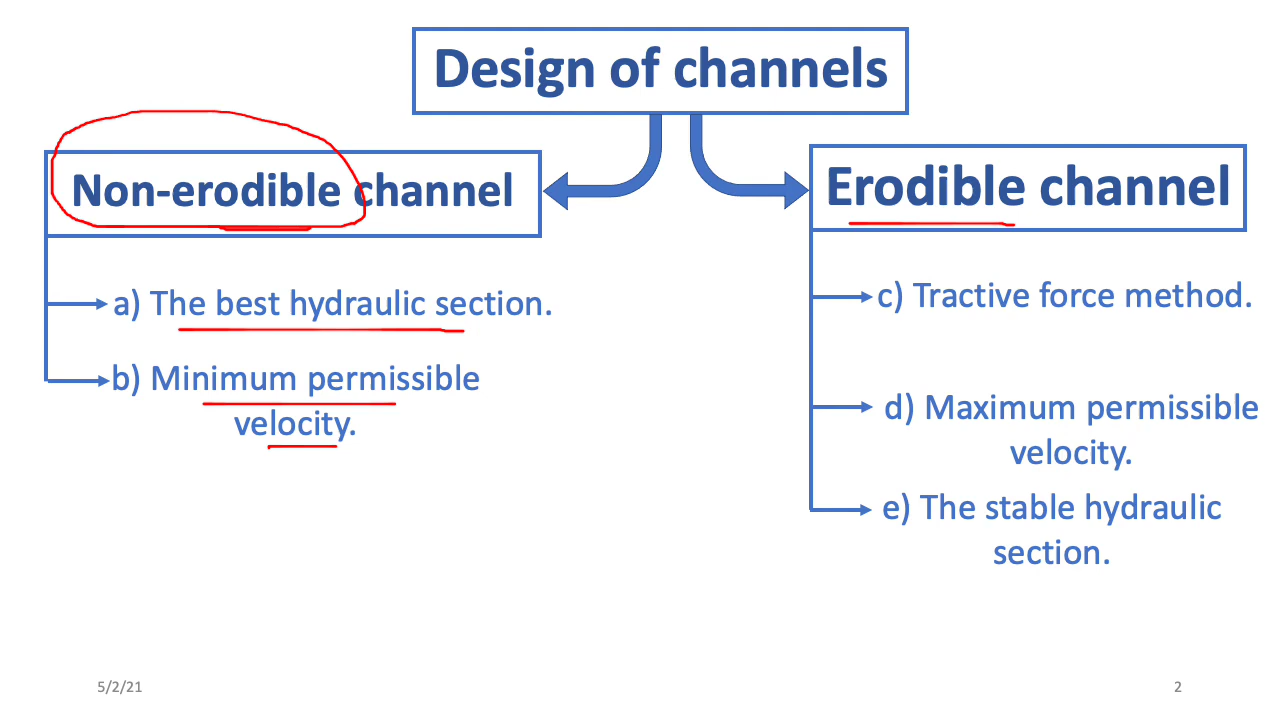 Design of channels
Non-erodible channel
a) The best hydraulic section.
b) Minimum permissible
velocity.
Erodible channel
c) Tractive force method.
d) Maximum permissible
velocity.
e) The stable hydraulic
section.
5/2/21
2